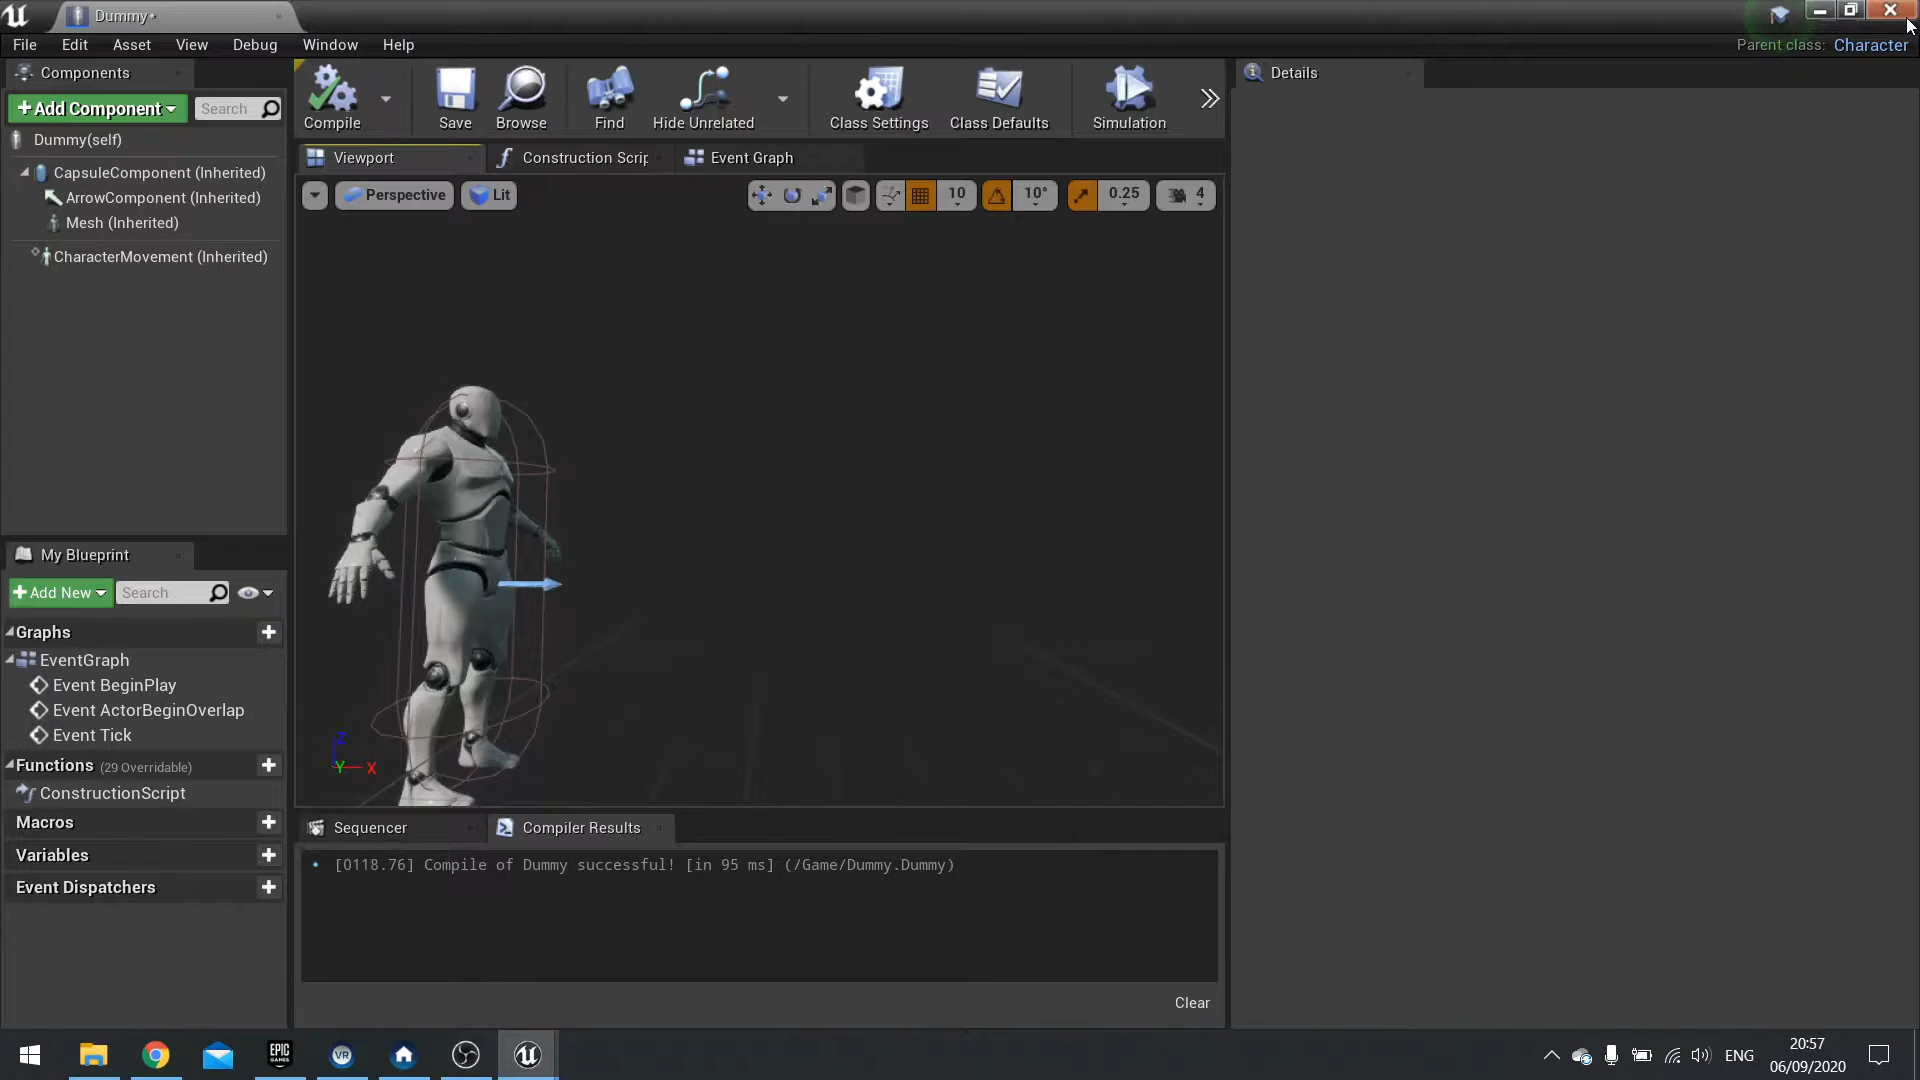 Dummy*
File Edit Asset View Debug Window Help
Parent class: Character
Components
+Add Component
Search
Dummy(self)
CapsuleComponent (Inherited)
ArrowComponent (Inherited)
Mesh (Inherited)
CharacterMovement (Inherited)
Compile
Save
Browse
Find
Hide Unrelated
Class Settings
Class Defaults
Simulation
Viewport
Construction Scrip
Event Graph
Perspective
Lit
10
10°
0.25
4
Details
My Blueprint
+Add New
Search
Graphs
EventGraph
Event BeginPlay
Event ActorBeginOverlap
Event Tick
Functions (29 Overridable)
ConstructionScript
Macros
Variables
Event Dispatchers
Z
Y
X
Sequencer
Compiler Results
[0118.76] Compile of Dummy successful! [in 95 ms] (/Game/Dummy.Dummy)
Clear
EPIC
GAMES
VR
ENG
20:57
06/09/2020